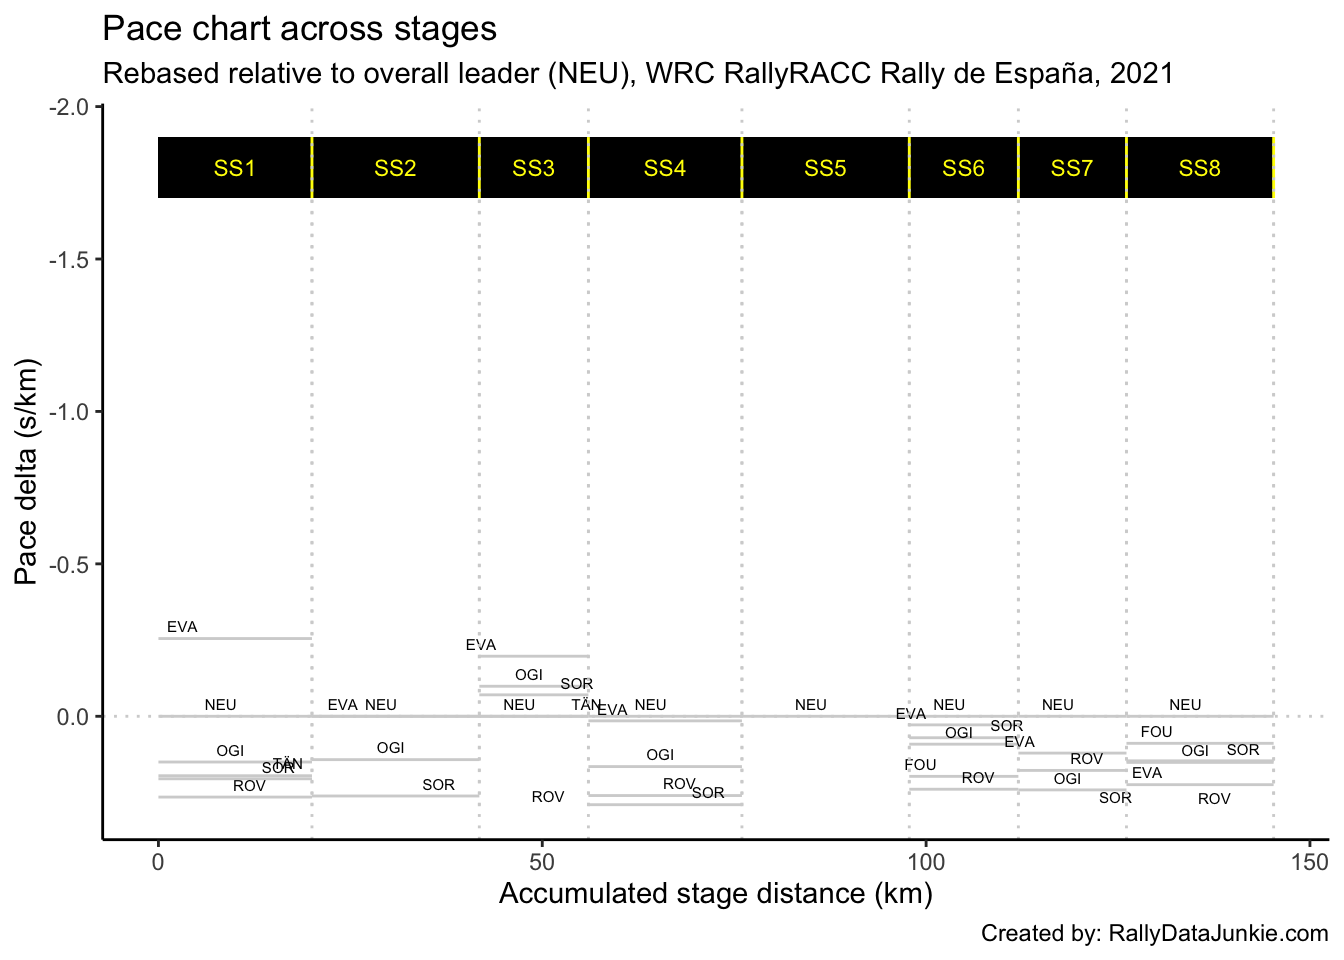 Pace chart across stages
Rebased relative to overall leader (NEU), WRC RallyRACC Rally de España, 2021
-2.0
SS1 SS2 SS3 SS4 SS5 SS6 SS7 SS8
-1.5
-1.0
Pace delta (s/km)
-0.5
EVA
EVA
OGI SOR
NEU EVA NEU NEU TÄN EVA NEU NEU EVA NEU NEU NEU
0.0
SOR OGI EVA FOU
OGI OGI OGI ROV OGI SOR
SOR TÄN FOU
ROV SOR ROV ROV OGI EVA
ROV SOR SOR ROV
0 50 100 150
Accumulated stage distance (km)
Created by: RallyDataJunkie.com